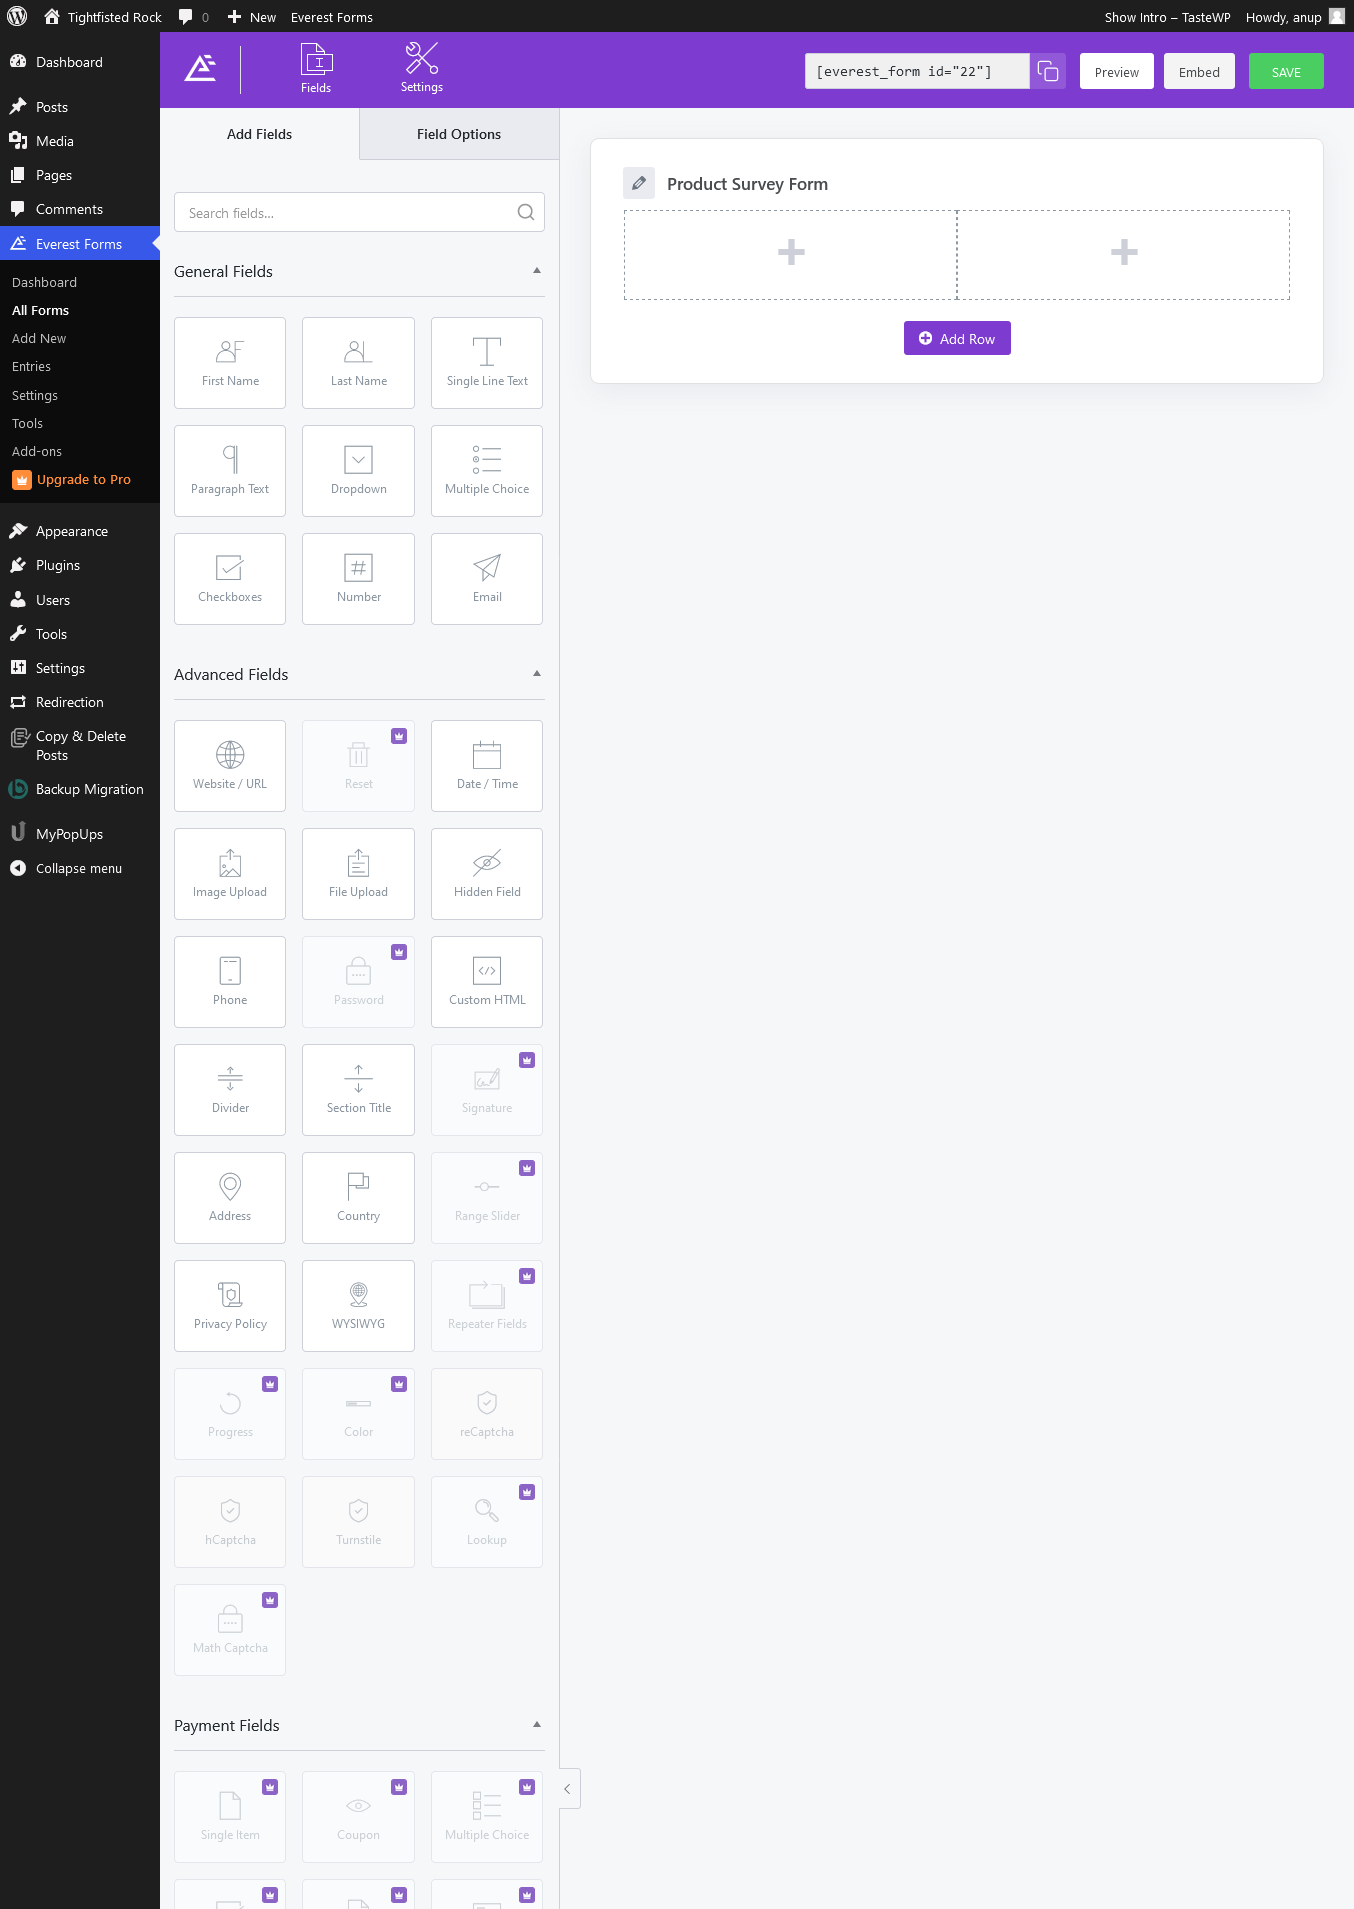 Tightfisted Rock
0
New
Everest Forms
Show Intro – TasteWP
Howdy, anup
Dashboard
Posts
Media
Pages
Comments
Everest Forms
Dashboard
All Forms
Add New
Entries
Settings
Tools
Add-ons
Upgrade to Pro
Appearance
Plugins
Users
Tools
Settings
Redirection
Copy & Delete
Posts
Backup Migration
MyPopUps
Collapse menu
Fields
Settings
[everest_form id="22"]
Preview
Embed
SAVE
Add Fields
Field Options
Search fields...
General Fields
First Name
Last Name
Single Line Text
Paragraph Text
Dropdown
Multiple Choice
Checkboxes
Number
Email
Advanced Fields
Website / URL
Reset
Date / Time
Image Upload
File Upload
Hidden Field
Phone
Password
Custom HTML
Divider
Section Title
Signature
Address
Country
Range Slider
Privacy Policy
WYSIWYG
Repeater Fields
Progress
Color
reCaptcha
hCaptcha
Turnstile
Lookup
Math Captcha
Payment Fields
Single Item
Coupon
Multiple Choice
Product Survey Form
Add Row